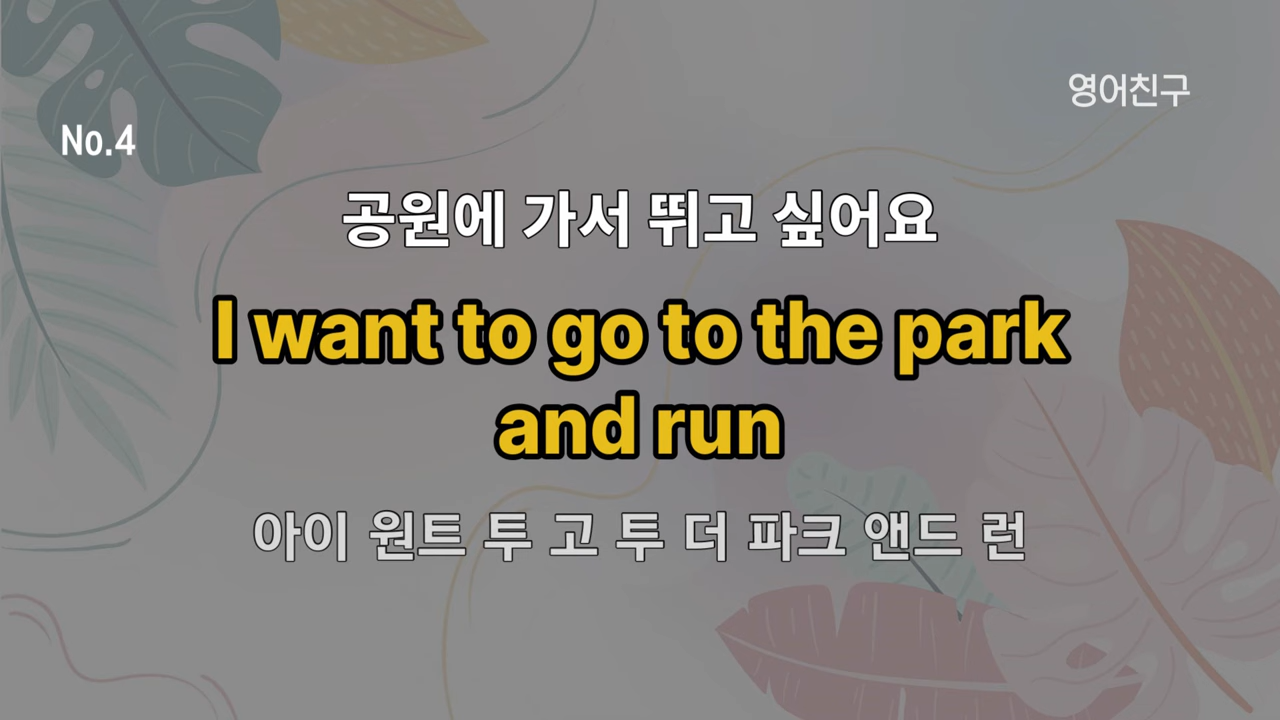 영어친구
No.4
공원에 가서 뛰고 싶어요
I want to go to the park
and run
아이 원트 투 고 투 더 파크 앤드 런